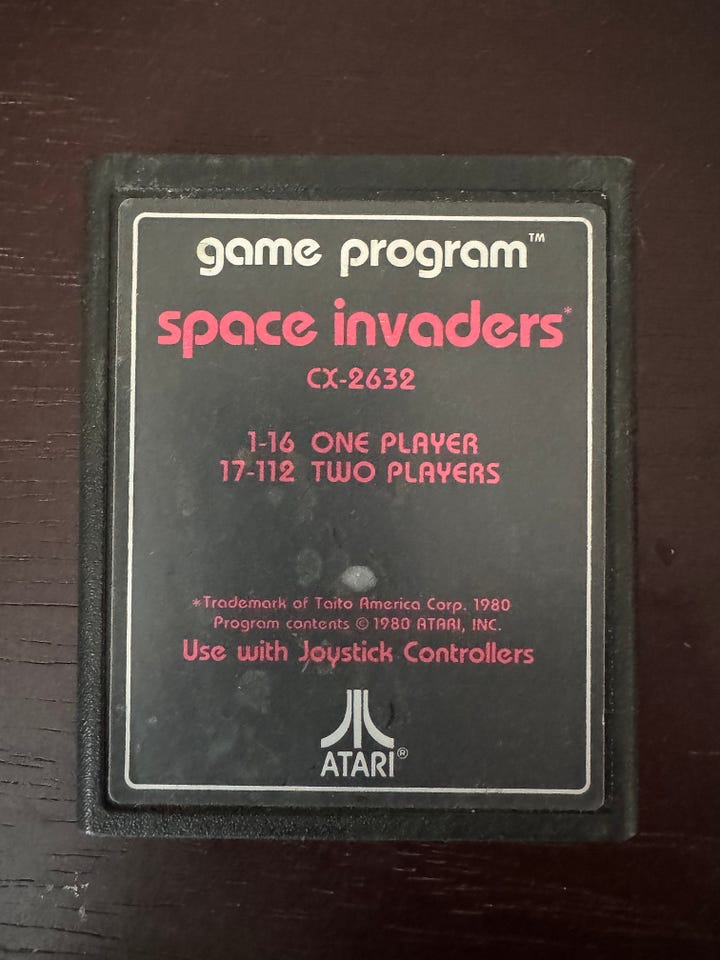 game program™
space invaders*
CX-2632
1-16 ONE PLAYER
17-112 TWO PLAYERS
*Trademark of Taito America Corp. 1980
Program contents © 1980 ATARI, INC.
Use with Joystick Controllers
ATARI®